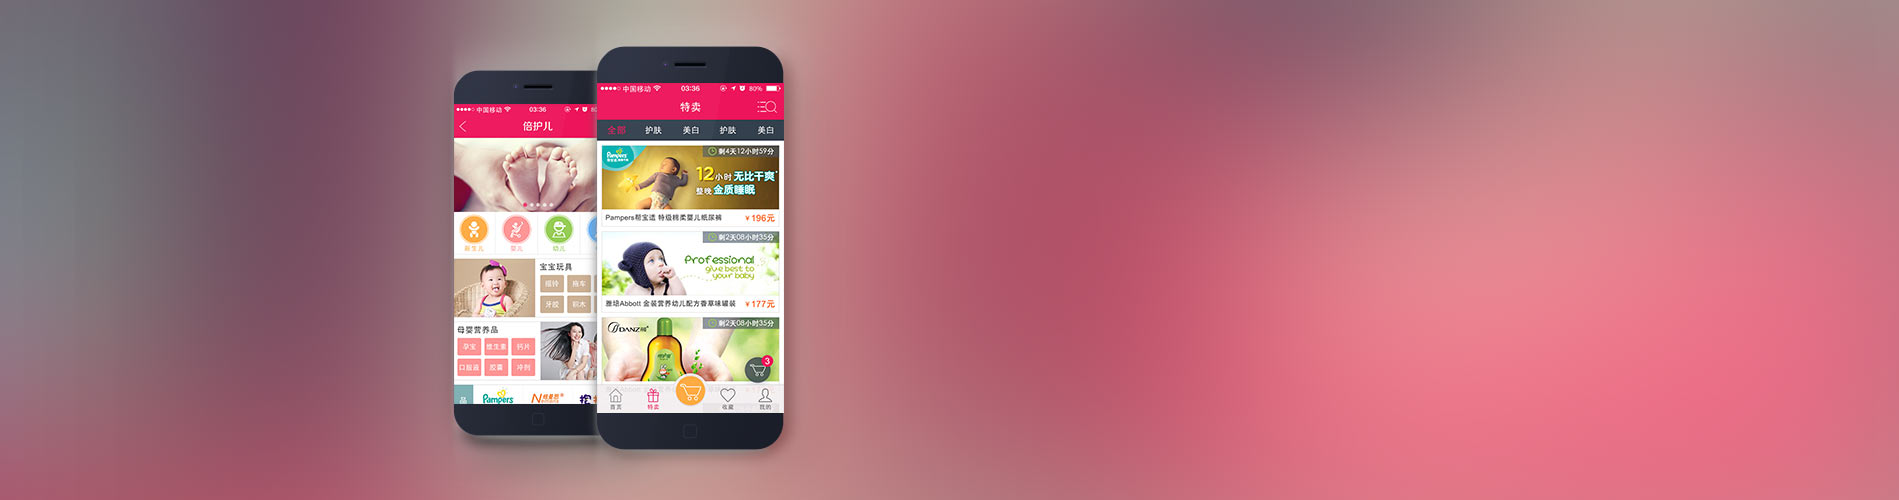 中国移动
03:36
80
倍护儿
新生儿
婴儿
幼儿
宝宝玩具
摇铃
拖车
牙胶
积木
母婴营养品
孕宝
维生素
钙片
口服液
胶囊
冲剂
品
Pampers
中国移动
03:36
80%
特卖
全部
护肤
美白
护肤
美白
Pampers
剩4天12小时59分
12小时 无比干爽
整晚 金质睡眠
Pampers帮宝适 特级棉柔婴儿纸尿裤
¥196元
剩2天08小时35分
Professional
give best to
your baby
雅培Abbott 金装营养幼儿配方香草味罐装
¥177元
DANZ
剩2天08小时35分
3
首页
特卖
收藏
我的